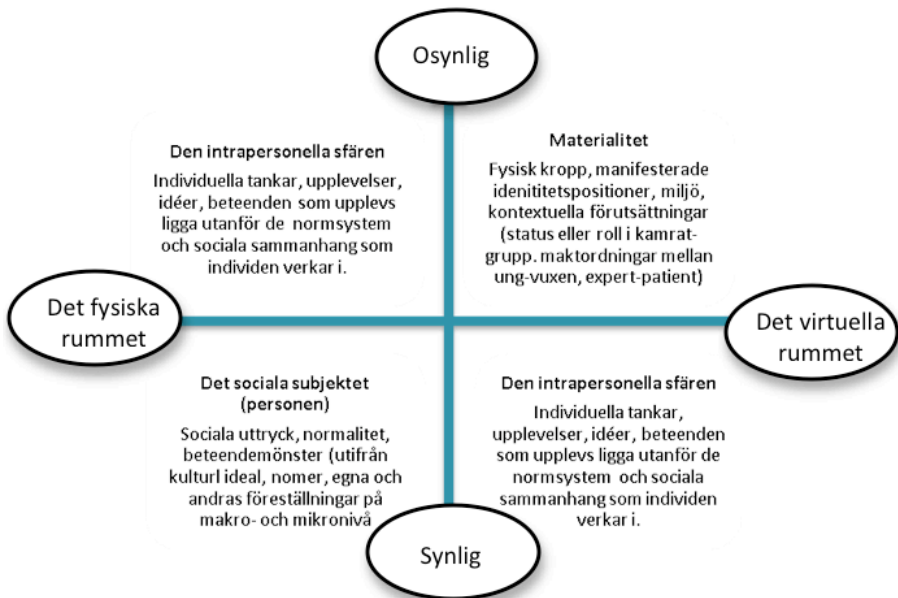 Osynlig
Den intrapersonella sfären
Individuella tankar, upplevelser,
idéer, beteenden som upplevs
ligga utanför de normsystem
och sociala sammanhang som
individen verkar i.
Materialitet
Fysisk kropp, manifesterade
idenititetspositioner, miljö,
kontextuella förutsättningar
(status eller roll i kamrat-
grupp. maktordningar mellan
ung-vuxen, expert-patient)
Det fysiska
rummet
Det virtuella
rummet
Det sociala subjektet
(personen)
Sociala uttryck, normalitet,
beteendemönster (utifrån
kulturl ideal, nomer, egna och
andras föreställningar på
makro- och mikronivå
Den intrapersonella sfären
Individuella tankar,
upplevelser, idéer, beteenden
som upplevs ligga utanför de
normsystem och sociala
sammanhang som individen
verkar i.
Synlig